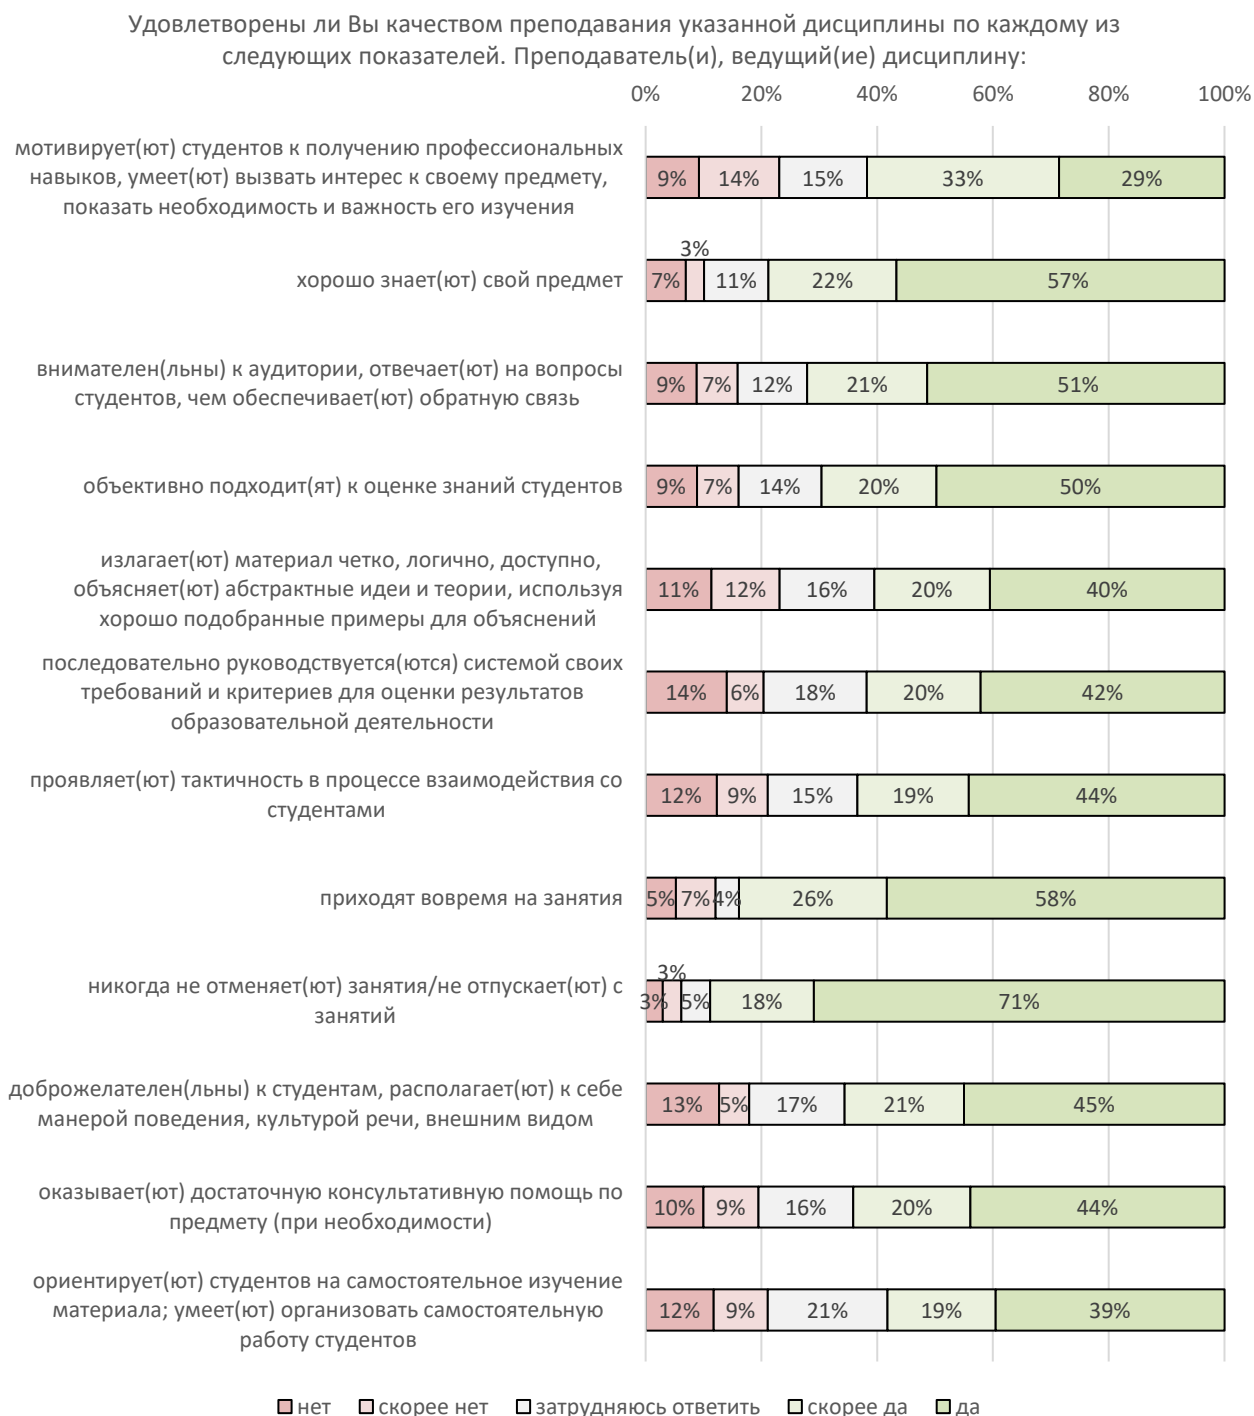 Удовлетворены ли Вы качеством преподавания указанной дисциплины по каждому из
следующих показателей. Преподаватель(и), ведущий(ие) дисциплину:
0% 20% 40% 60% 80% 100%
мотивирует(ют) студентов к получению профессиональных
навыков, умеет(ют) вызвать интерес к своему предмету,
показать необходимость и важность его изучения
9% 14% 15% 33% 29%
3%
хорошо знает(ют) свой предмет
7% 11% 22% 57%
внимателен(льны) к аудитории, отвечает(ют) на вопросы
студентов, чем обеспечивает(ют) обратную связь
9% 7% 12% 21% 51%
объективно подходит(ят) к оценке знаний студентов
9% 7% 14% 20% 50%
излагает(ют) материал четко, логично, доступно,
объясняет(ют) абстрактные идеи и теории, используя
хорошо подобранные примеры для объяснений
11% 12% 16% 20% 40%
последовательно руководствуется(ются) системой своих
требований и критериев для оценки результатов
образовательной деятельности
14% 6% 18% 20% 42%
проявляет(ют) тактичность в процессе взаимодействия со
студентами
12% 9% 15% 19% 44%
приходят вовремя на занятия
5% 7% 4% 26% 58%
никогда не отменяет(ют) занятия/не отпускает(ют) с
занятий
3%
3% 5% 18% 71%
доброжелателен(льны) к студентам, располагает(ют) к себе
манерой поведения, культурой речи, внешним видом
13% 5% 17% 21% 45%
оказывает(ют) достаточную консультативную помощь по
предмету (при необходимости)
10% 9% 16% 20% 44%
ориентирует(ют) студентов на самостоятельное изучение
материала; умеет(ют) организовать самостоятельную
работу студентов
12% 9% 21% 19% 39%
нет скорее нет затрудняюсь ответить скорее да да